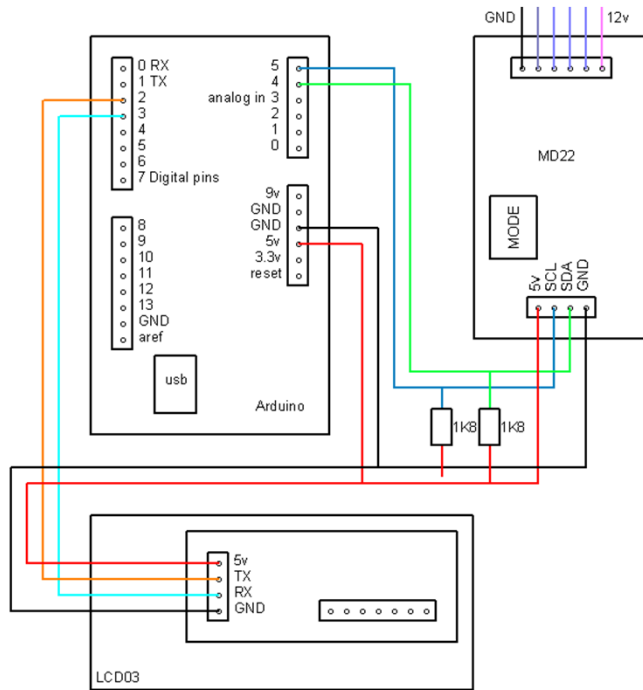 GND 12v
0 RX
1 TX
2
3
4
5
6
7 Digital pins
5
4
analog in 3
2
1
0
9v
GND
GND
5v
3.3v
reset
8
9
10
11
12
13
GND
aref
usb
Arduino
MD22
MODE
5v
SCL
SDA
GND
1K8
1K8
5v
TX
RX
GND
LCD03